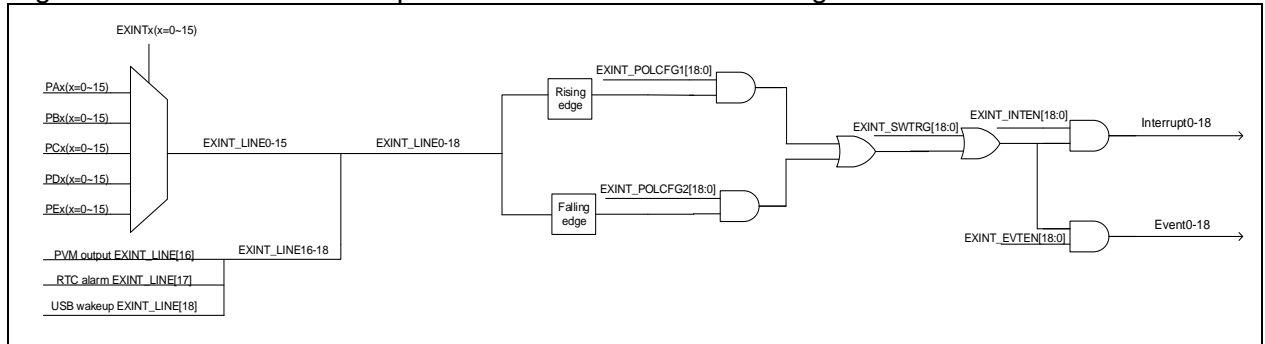 EXINTx(x=0~15)
PAx(x=0~15)
PBx(x=0~15)
PCx(x=0~15)
PDx(x=0~15)
PEx(x=0~15)
EXINT_LINE0-15
EXINT_LINE0-18
EXINT_LINE16-18
PVM output EXINT_LINE[16]
RTC alarm EXINT_LINE[17]
USB wakeup EXINT_LINE[18]
Rising
edge
Falling
edge
EXINT_POLCFG1[18:0]
EXINT_POLCFG2[18:0]
EXINT_SWTRG[18:0]
EXINT_INTEN[18:0]
Interrupt0-18
EXINT_EVTEN[18:0]
Event0-18